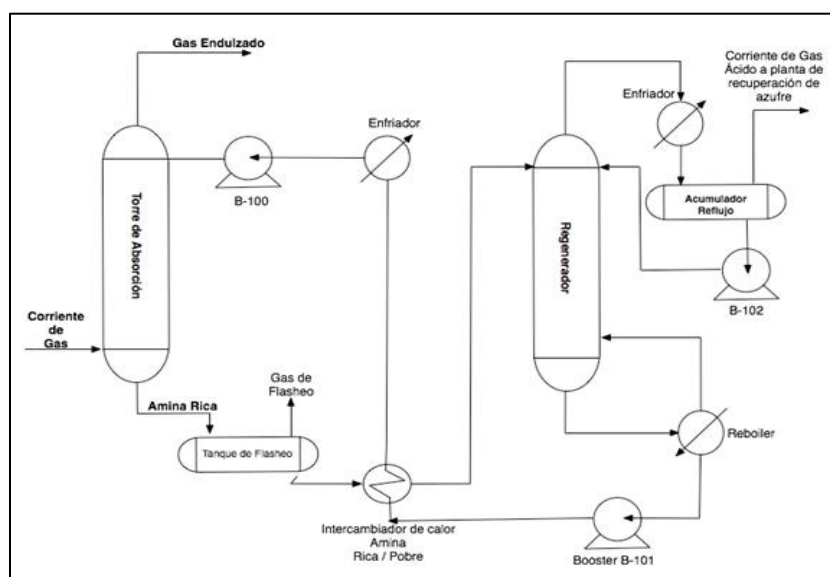 Gas Endulzado
Enfriador
B-100
Torre de Absorción
Corriente
de
Gas
Amina Rica
Gas de
Flasheo
Tanque de Flasheo
Intercambiador de calor
Amina
Rica / Pobre
Corriente de Gas
Ácido a planta de
recuperación de
azufre
Enfriador
Acumulador
Reflujo
Regenerador
B-102
Reboiler
Booster B-101